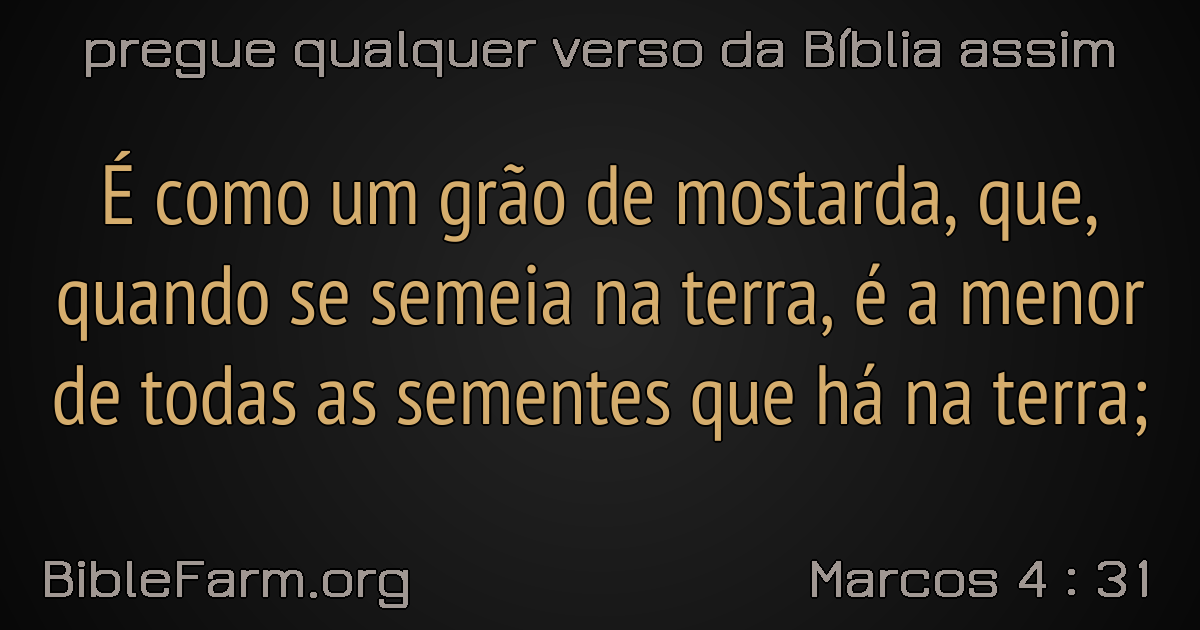 pregue qualquer verso da Bíblia assim
É como um grão de mostarda, que,
quando se semeia na terra, é a menor
de todas as sementes que há na terra;
BibleFarm.org
Marcos 4 : 31